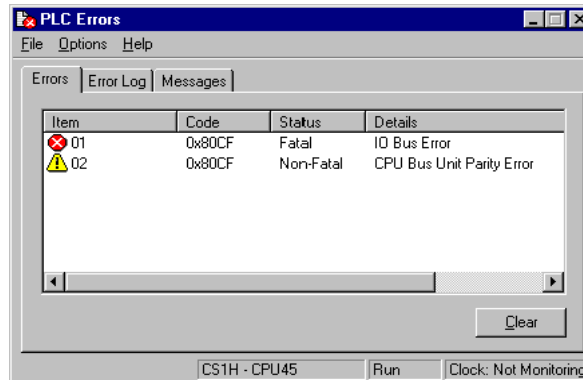 PLC Errors
File Options Help
Errors Error Log Messages
Item Code Status Details
01 0x80CF Fatal IO Bus Error
02 0x80CF Non-Fatal CPU Bus Unit Parity Error
Clear
CS1H - CPU45 Run Clock: Not Monitoring